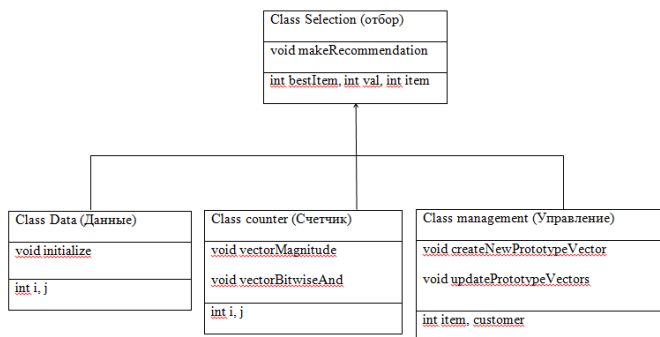 Class Selection (отбор)
void makeRecommendation
int bestItem, int val, int item
Class Data (Данные)
void initialize
int i, j
Class counter (Счетчик)
void vectorMagnitude
void vectorBitwiseAnd
int i, j
Class management (Управление)
void createNewPrototypeVector
void updatePrototypeVectors
int item, customer